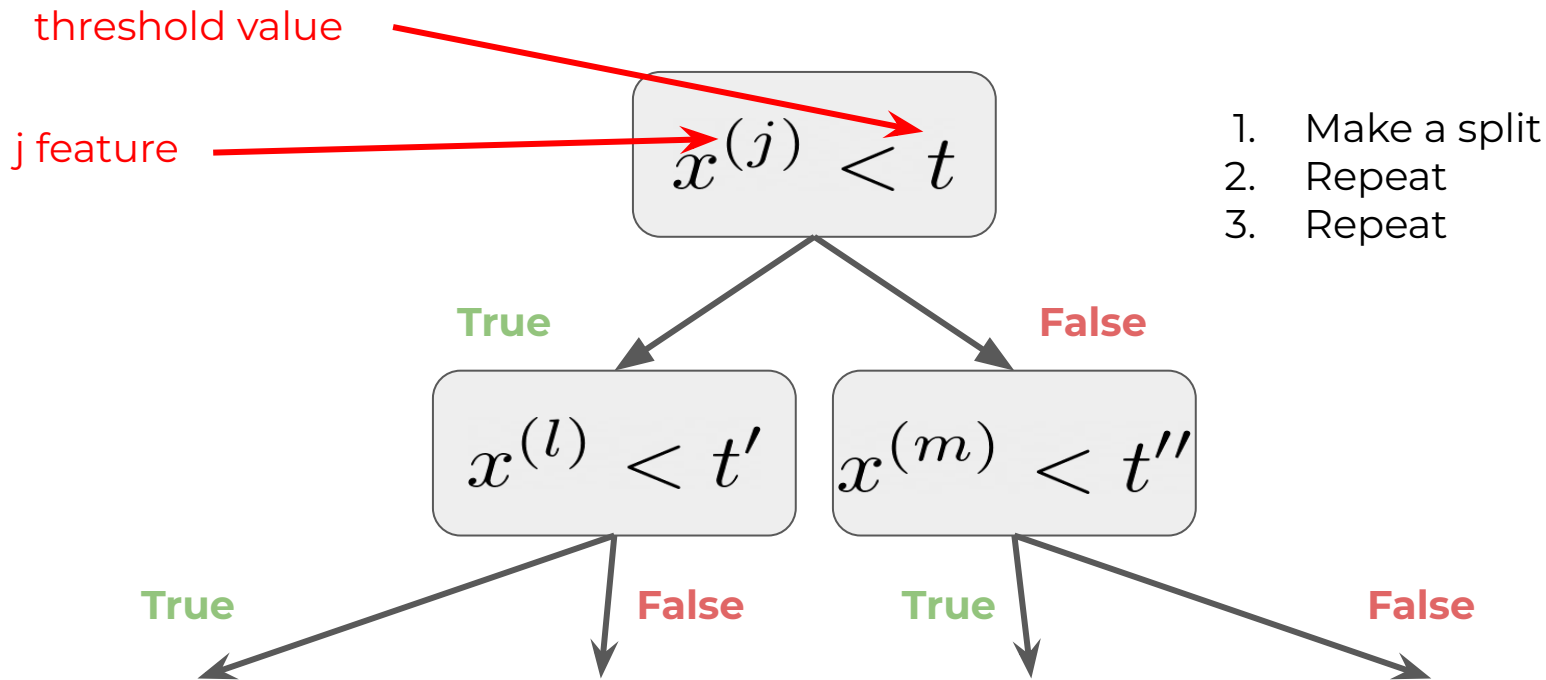 threshold value
j feature
x^(j) < t
1. Make a split
2. Repeat
3. Repeat
True
False
x^(l) < t′
x^(m) < t′′
True
False
True
False